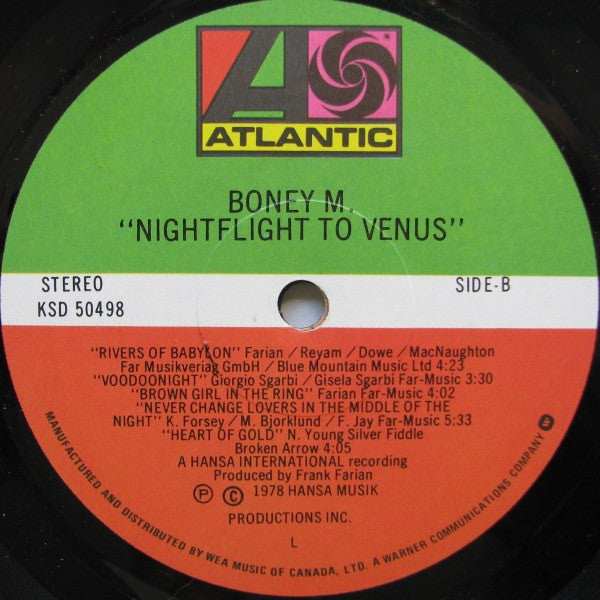 ATLANTIC
BONEY M.
"NIGHTFLIGHT TO VENUS"
STEREO
SIDE-B
KSD 50498
"RIVERS OF BABYLON" Farian / Reyam / Dowe / MacNaughton
Far Musikverlag GmbH / Blue Mountain Music Ltd 4:23
"VOODOONIGHT" Giorgio Sgarbi / Gisela Sgarbi Far-Music 3:30
"BROWN GIRL IN THE RING" Farian Far-Music 4:02
"NEVER CHANGE LOVERS IN THE MIDDLE OF THE
NIGHT" K. Forsey / M. Bjorklund / F. Jay Far-Music 5:33
"HEART OF GOLD" N. Young Silver Fiddle
Broken Arrow 4:05
A HANSA INTERNATIONAL recording
Produced by Frank Farian
℗ © 1978 HANSA MUSIK
PRODUCTIONS INC.
L
MANUFACTURED AND DISTRIBUTED BY WEA MUSIC OF CANADA, LTD. A WARNER COMMUNICATIONS COMPANY